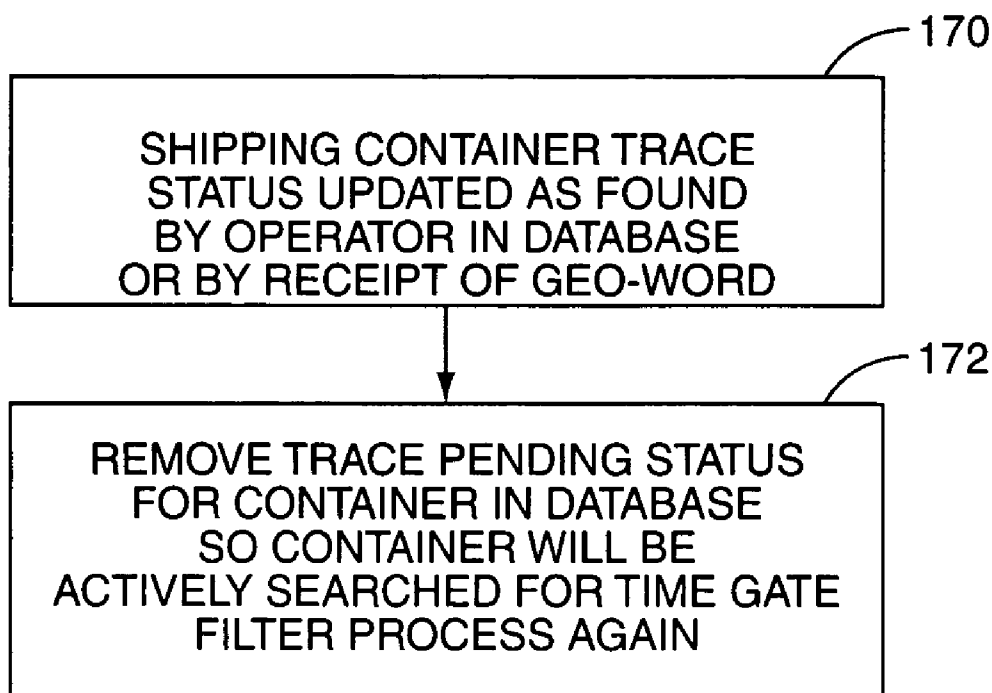 170
SHIPPING CONTAINER TRACE
STATUS UPDATED AS FOUND
BY OPERATOR IN DATABASE
OR BY RECEIPT OF GEO-WORD
172
REMOVE TRACE PENDING STATUS
FOR CONTAINER IN DATABASE
SO CONTAINER WILL BE
ACTIVELY SEARCHED FOR TIME GATE
FILTER PROCESS AGAIN